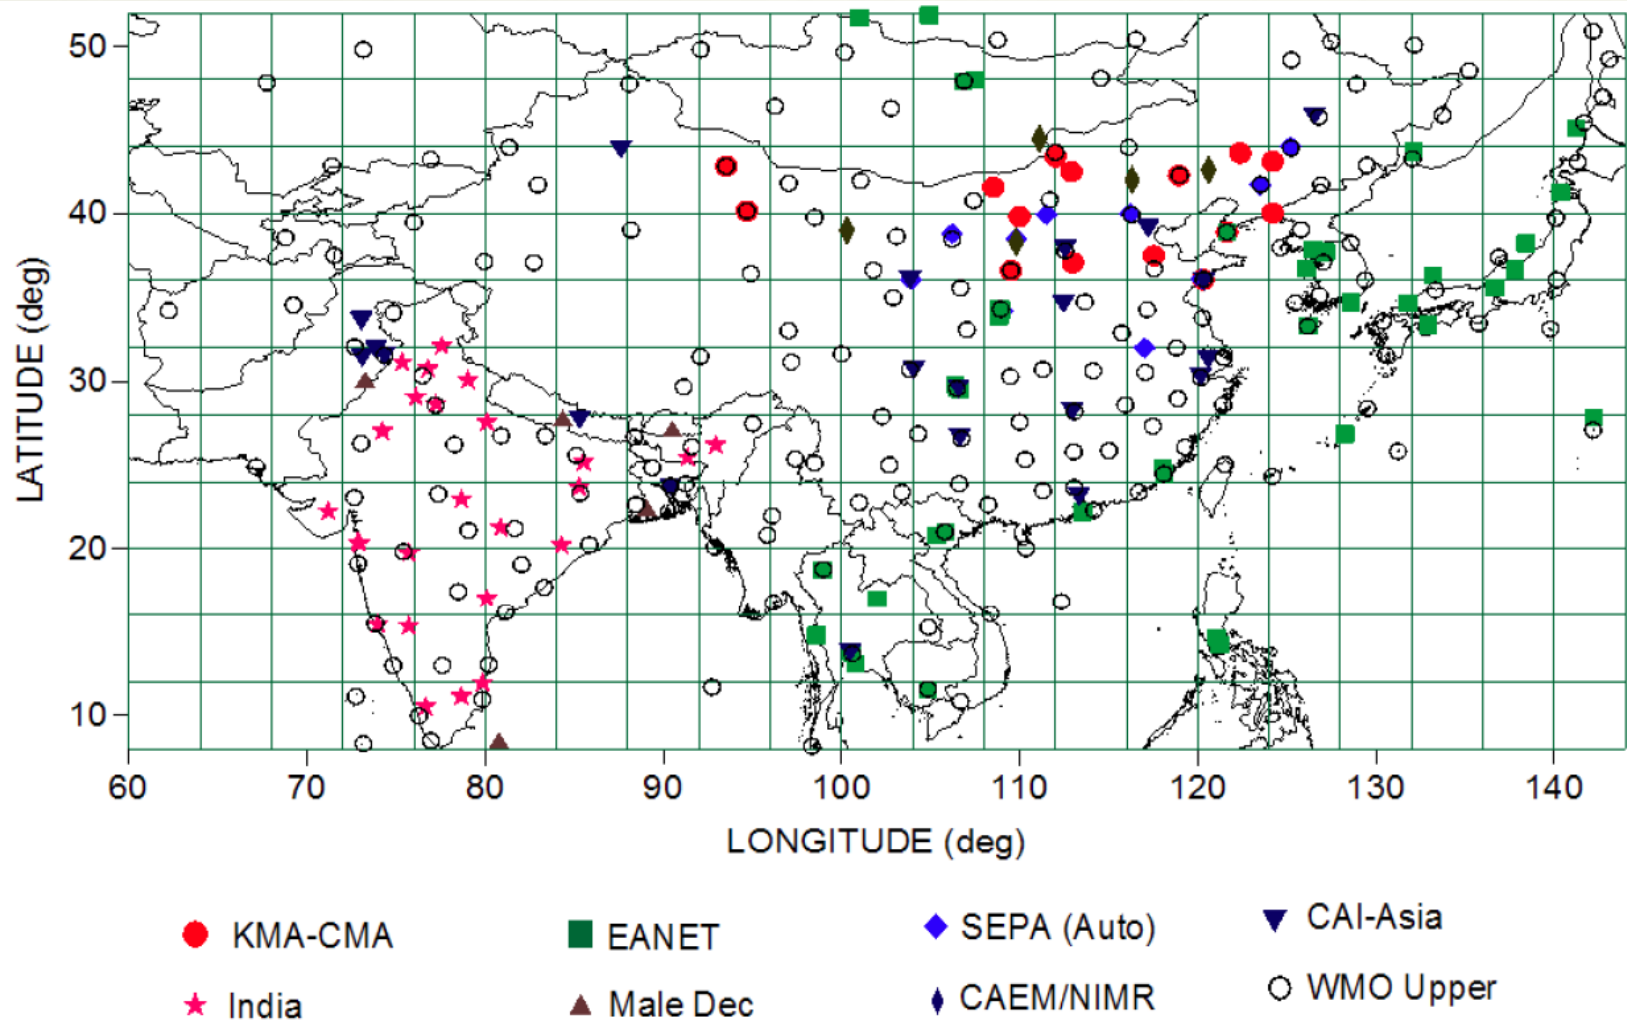 50
40
30
20
10
LATITUDE (deg)
60 70 80 90 100 110 120 130 140
LONGITUDE (deg)
KMA-CMA EANET SEPA (Auto) CAI-Asia
India Male Dec CAEM/NIMR WMO Upper